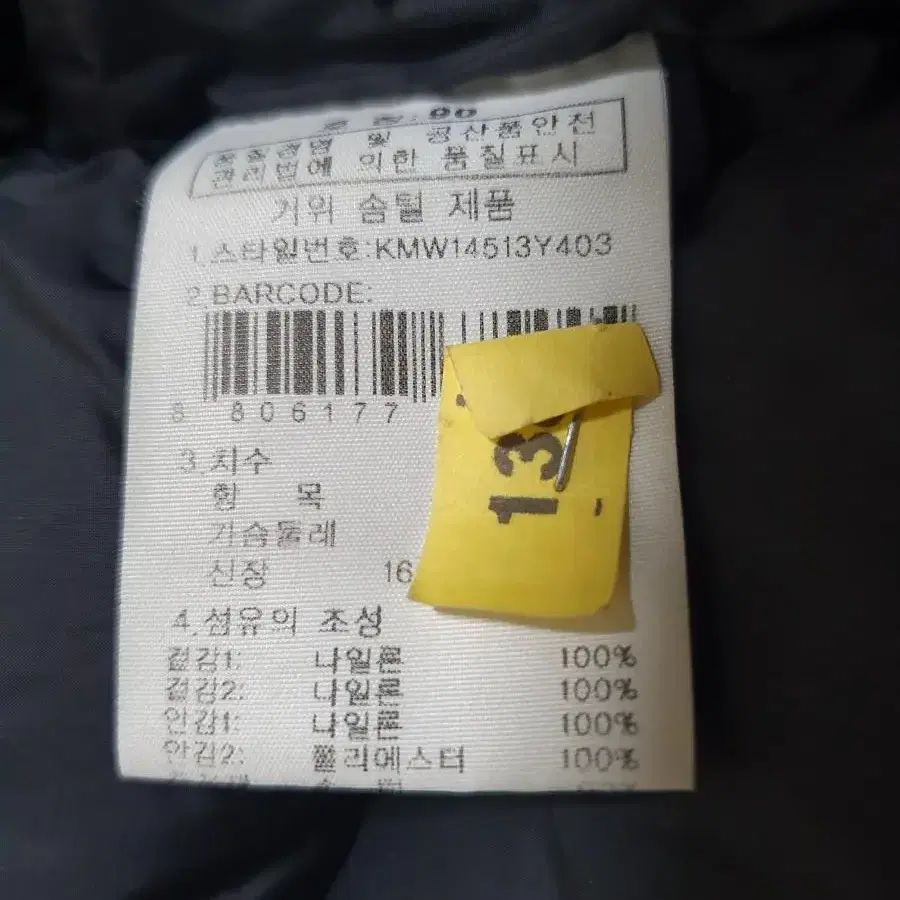 품질경영 및 공산품안전
관리법에 의한 품질표시
거위 솜털 제품
1.스타일번호:KMW14513Y403
2.BARCODE:
8 806177
3.치수
항 목
가슴둘레
신장 16
4.섬유의 조성
겉감1: 나일론 100%
겉감2: 나일론 100%
안감1: 나일론 100%
안감2: 폴리에스터 100%
13